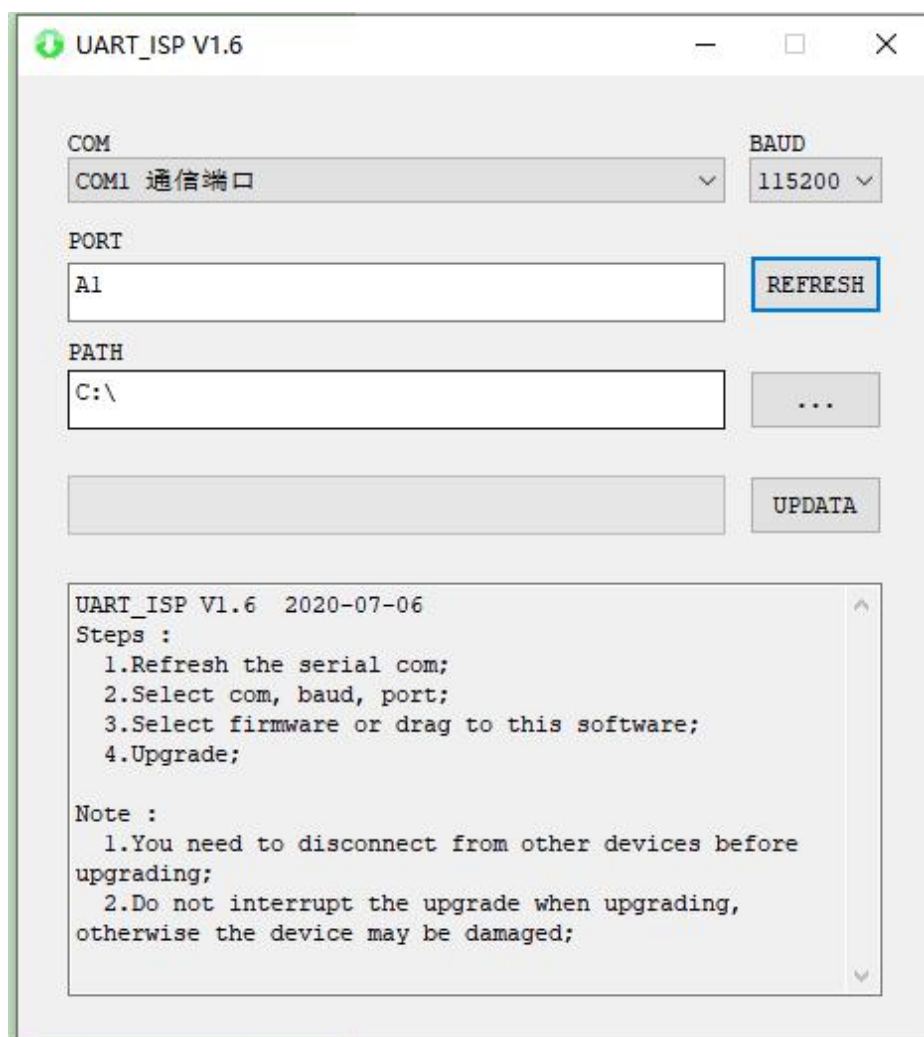 UART_ISP V1.6
COM
BAUD
COM1 通信端口
115200
PORT
A1
REFRESH
PATH
C:\
...
UPDATA
UART_ISP V1.6  2020-07-06
Steps :
  1.Refresh the serial com;
  2.Select com, baud, port;
  3.Select firmware or drag to this software;
  4.Upgrade;
Note :
  1.You need to disconnect from other devices before
upgrading;
  2.Do not interrupt the upgrade when upgrading,
otherwise the device may be damaged;